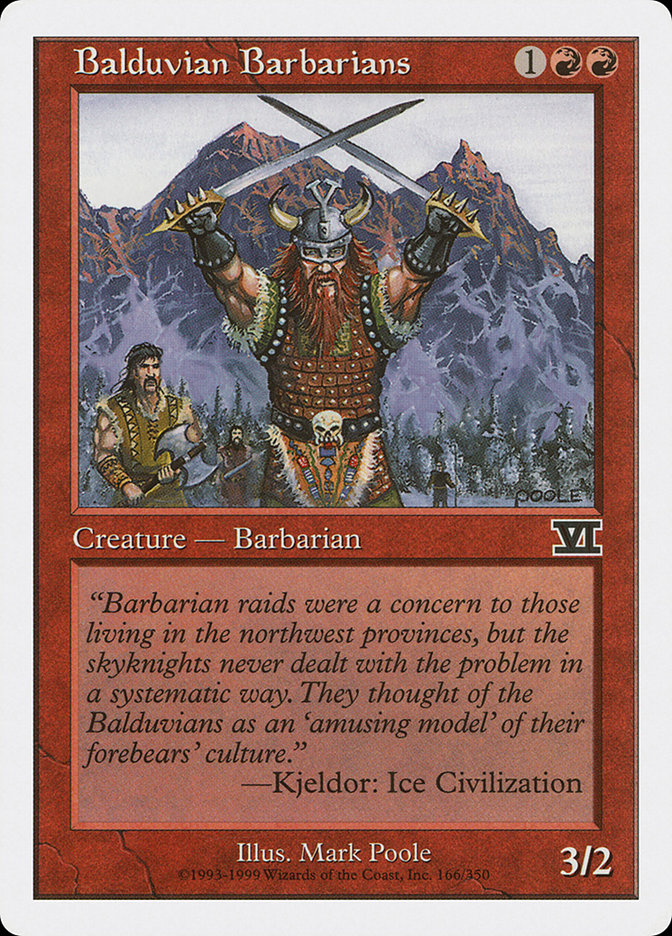 Balduvian Barbarians 1
POOLE
Creature — Barbarian VI
“Barbarian raids were a concern to those
living in the northwest provinces, but the
skyknights never dealt with the problem in
a systematic way. They thought of the
Balduvians as an ‘amusing model’ of their
forebears’ culture.”
—Kjeldor: Ice Civilization
Illus. Mark Poole
©1993-1999 Wizards of the Coast, Inc. 166/350
3/2